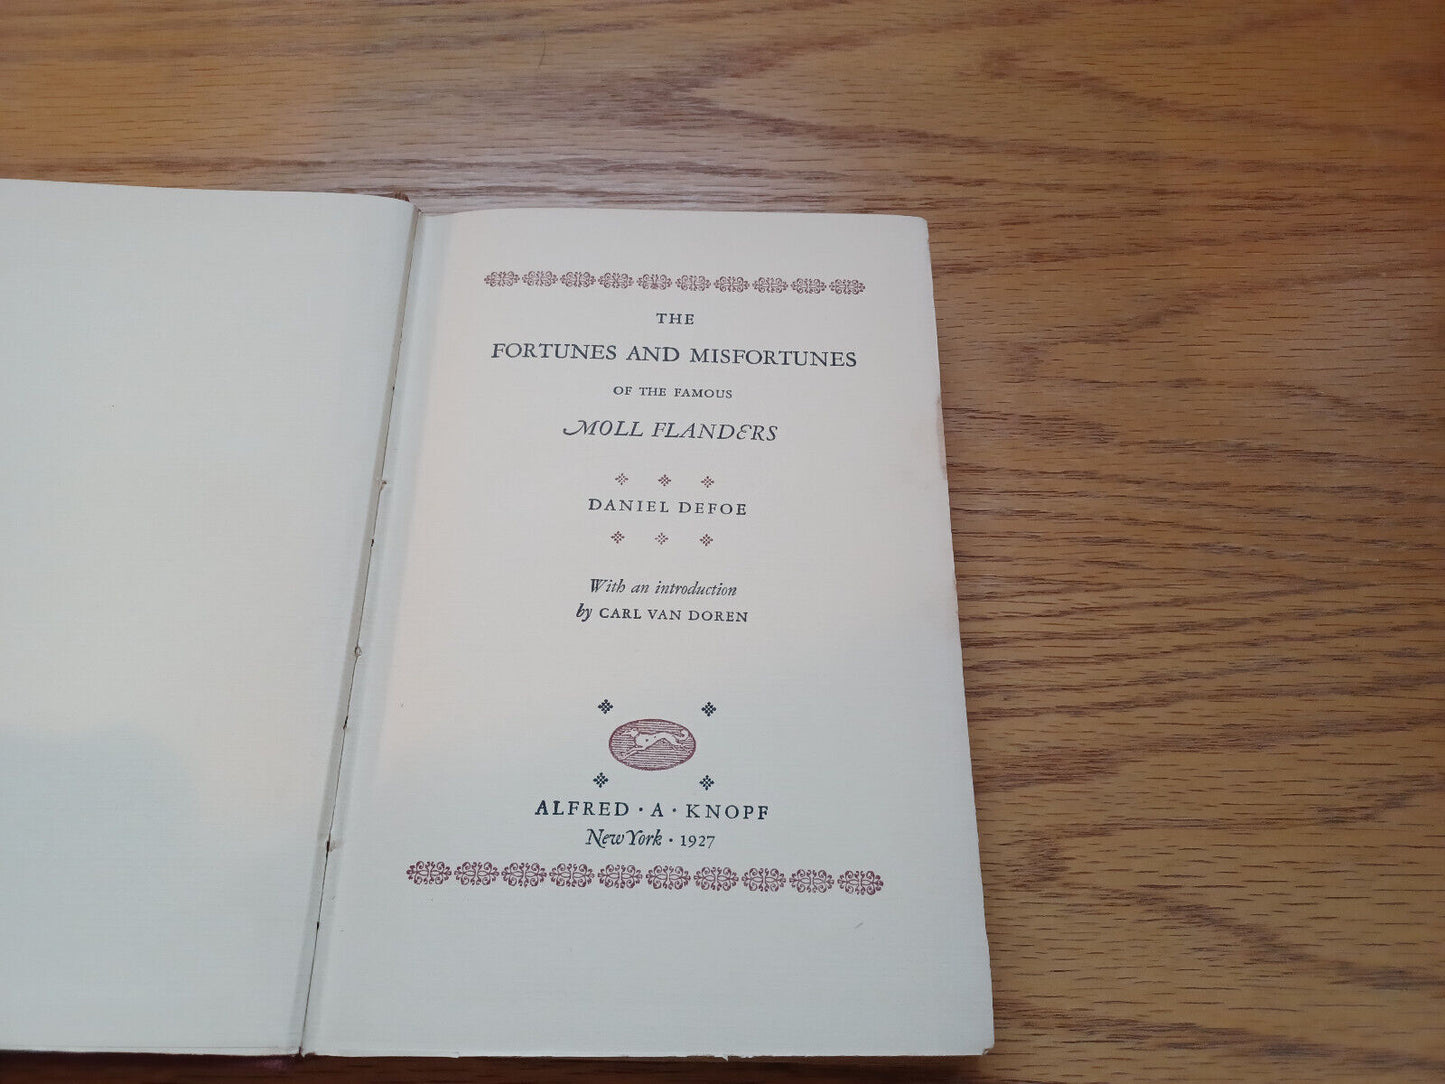 THE
FORTUNES AND MISFORTUNES
OF THE FAMOUS
MOLL FLANDERS
DANIEL DEFOE
With an introduction
by CARL VAN DOREN
ALFRED · A · KNOPF
New York · 1927